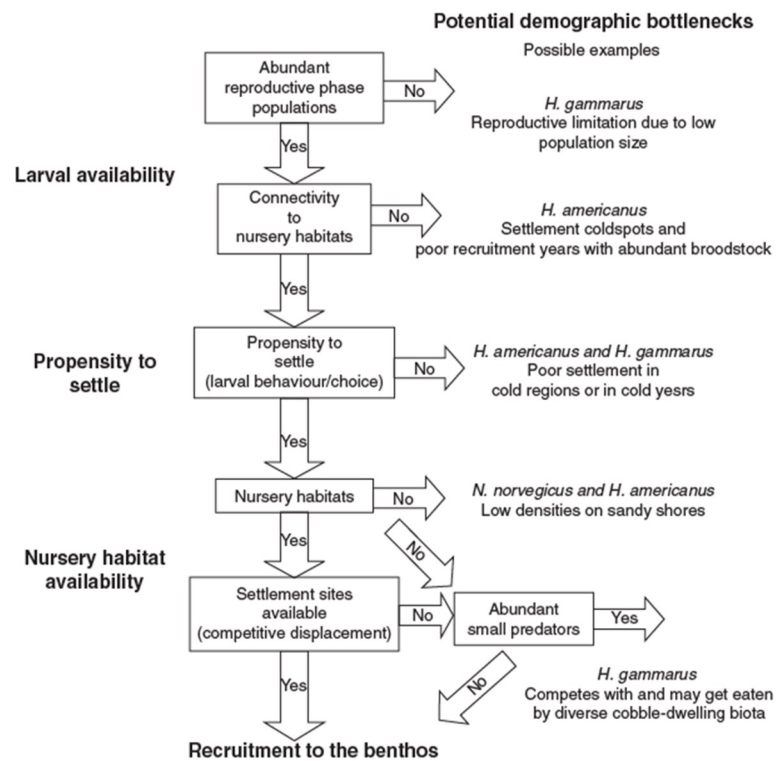 Potential demographic bottlenecks
Possible examples
Abundant
reproductive phase
populations
No
H. gammarus
Reproductive limitation due to low
population size
Yes
Larval availability
Connectivity
to
nursery habitats
No
H. americanus
Settlement coldspots and
poor recruitment years with abundant broodstock
Yes
Propensity to
settle
Propensity to
settle
(larval behaviour/choice)
No
H. americanus and H. gammarus
Poor settlement in
cold regions or in cold yesrs
Yes
Nursery habitats
No
N. norvegicus and H. americanus
Low densities on sandy shores
Yes
No
Nursery habitat
availability
Settlement sites
available
(competitive displacement)
No
Abundant
small predators
Yes
Yes
No
H. gammarus
Competes with and may get eaten
by diverse cobble-dwelling biota
Recruitment to the benthos